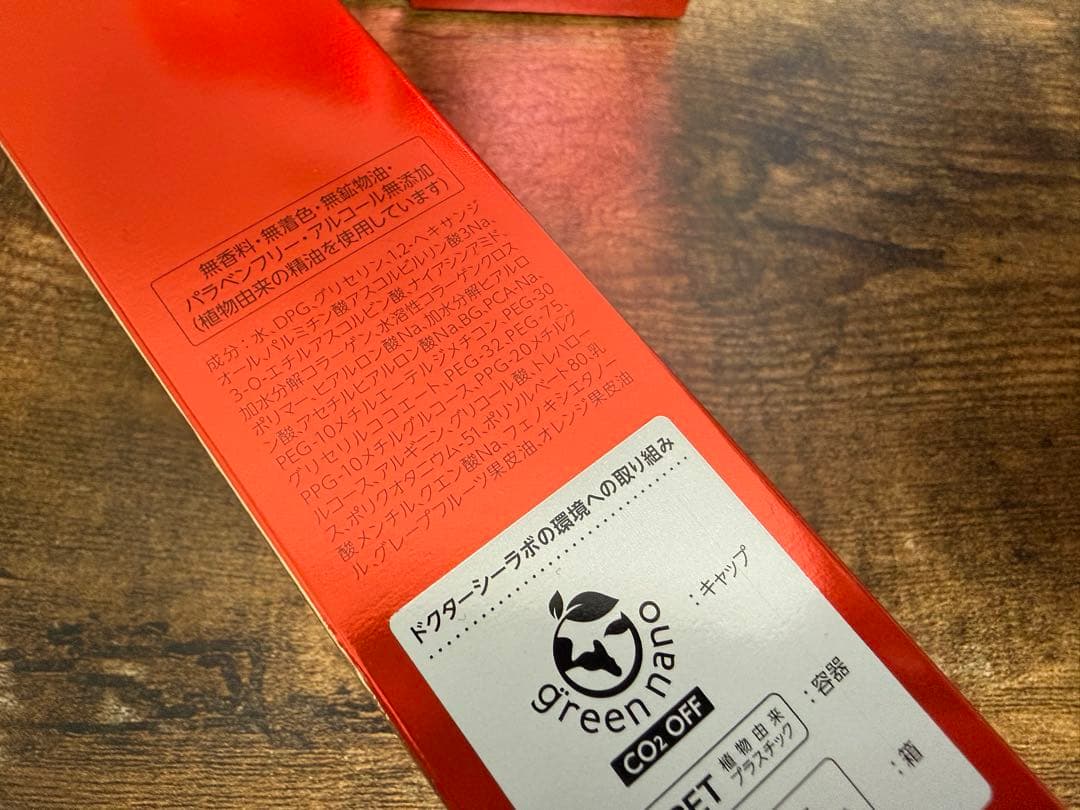 無香料・無着色・無鉱物油・
パラベンフリー・アルコール無添加
(植物由来の精油を使用しています)
成分：水、DPG、グリセリン、1,2-ヘキサンジ
オール、パルミチン酸アスコルビルリン酸3Na、
3-O-エチルアスコルビン酸、ナイアシンアミド、
加水分解コラーゲン、水溶性コラーゲンクロス
ポリマー、ヒアルロン酸Na、加水分解ヒアルロ
ン酸、アセチルヒアルロン酸Na、BG、PCA-Na、
PEG-10メチルエーテルジメチコン、PEG-30
グリセリルココエート、PEG-32、PEG-75、
PPG-10メチルグルコース、PPG-20メチルグ
ルコース、アルギニン、グリコール酸、トレハロー
ス、ポリクオタニウム-51、ポリソルベート80、乳
酸メンチル、クエン酸Na、フェノキシエタノー
ル、グレープフルーツ果皮油、オレンジ果皮油
ドクターシーラボの環境への取り組み
green nano
CO2 OFF
：キャップ
PET
植物由来
プラスチック
：容器
：箱